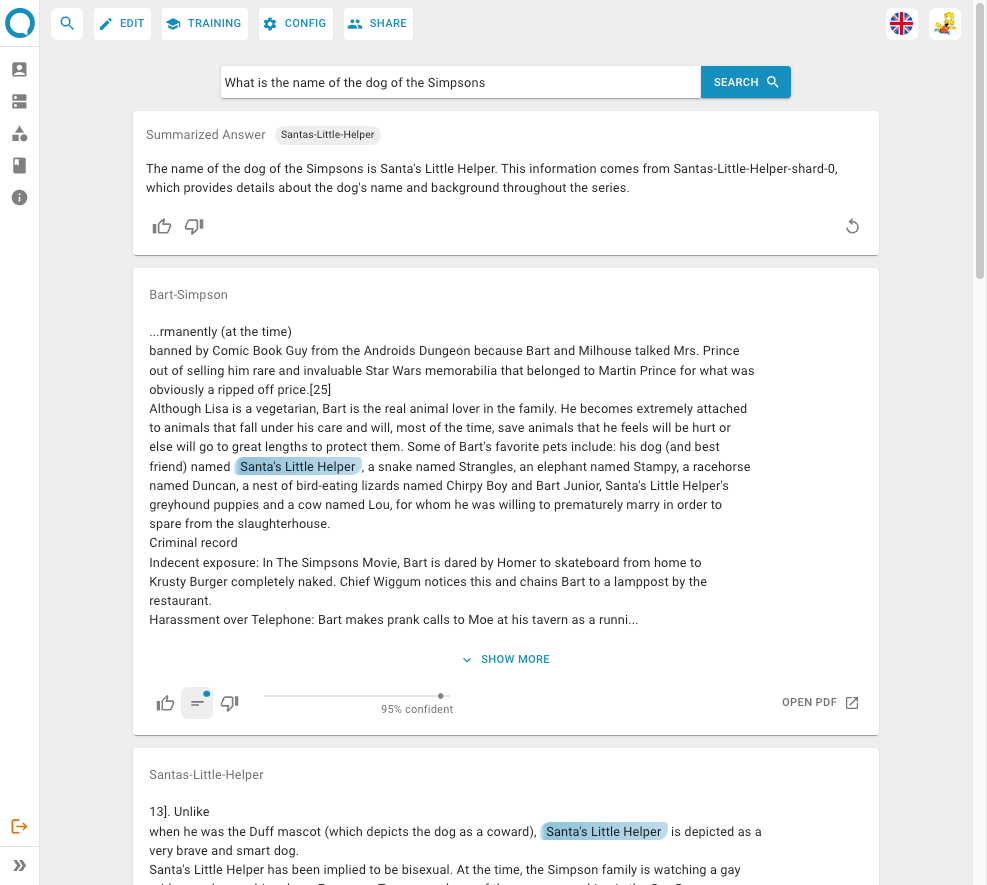 EDIT
TRAINING
CONFIG
SHARE
What is the name of the dog of the Simpsons
SEARCH
Summarized Answer Santas-Little-Helper
The name of the dog of the Simpsons is Santa's Little Helper. This information comes from Santas-Little-Helper-shard-0,
which provides details about the dog's name and background throughout the series.
Bart-Simpson
...rmanently (at the time)
banned by Comic Book Guy from the Androids Dungeon because Bart and Milhouse talked Mrs. Prince
out of selling him rare and invaluable Star Wars memorabilia that belonged to Martin Prince for what was
obviously a ripped off price.[25]
Although Lisa is a vegetarian, Bart is the real animal lover in the family. He becomes extremely attached
to animals that fall under his care and will, most of the time, save animals that he feels will be hurt or
else will go to great lengths to protect them. Some of Bart's favorite pets include: his dog (and best
friend) named Santa's Little Helper , a snake named Strangles, an elephant named Stampy, a racehorse
named Duncan, a nest of bird-eating lizards named Chirpy Boy and Bart Junior, Santa's Little Helper's
greyhound puppies and a cow named Lou, for whom he was willing to prematurely marry in order to
spare from the slaughterhouse.
Criminal record
Indecent exposure: In The Simpsons Movie, Bart is dared by Homer to skateboard from home to
Krusty Burger completely naked. Chief Wiggum notices this and chains Bart to a lamppost by the
restaurant.
Harassment over Telephone: Bart makes prank calls to Moe at his tavern as a runni...
SHOW MORE
95% confident
OPEN PDF
Santas-Little-Helper
13]. Unlike
when he was the Duff mascot (which depicts the dog as a coward), Santa's Little Helper is depicted as a
very brave and smart dog.
Santa's Little Helper has been implied to be bisexual. At the time, the Simpson family is watching a gay